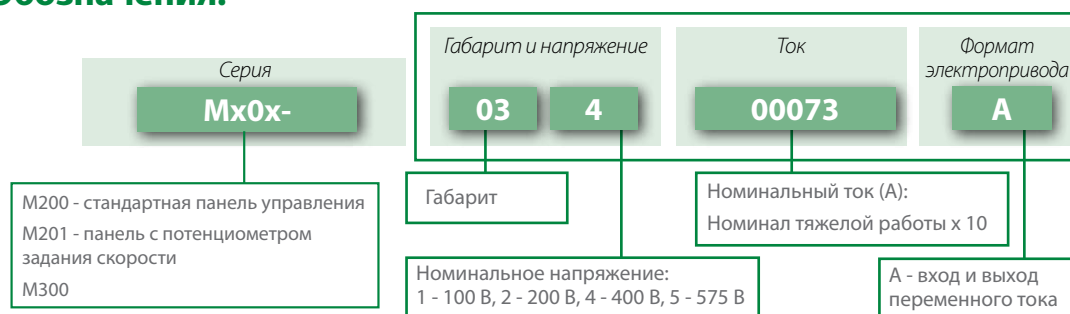 Обозначения:
Серия
Габарит и напряжение
Ток
Формат
электропривода
Mx0x-
03
4
00073
A
M200 - стандартная панель управления
M201 - панель с потенциометром
задания скорости
M300
Габарит
Номинальное напряжение:
1 - 100 В, 2 - 200 В, 4 - 400 В, 5 - 575 В
Номинальный ток (А):
Номинал тяжелой работы x 10
А - вход и выход
переменного тока